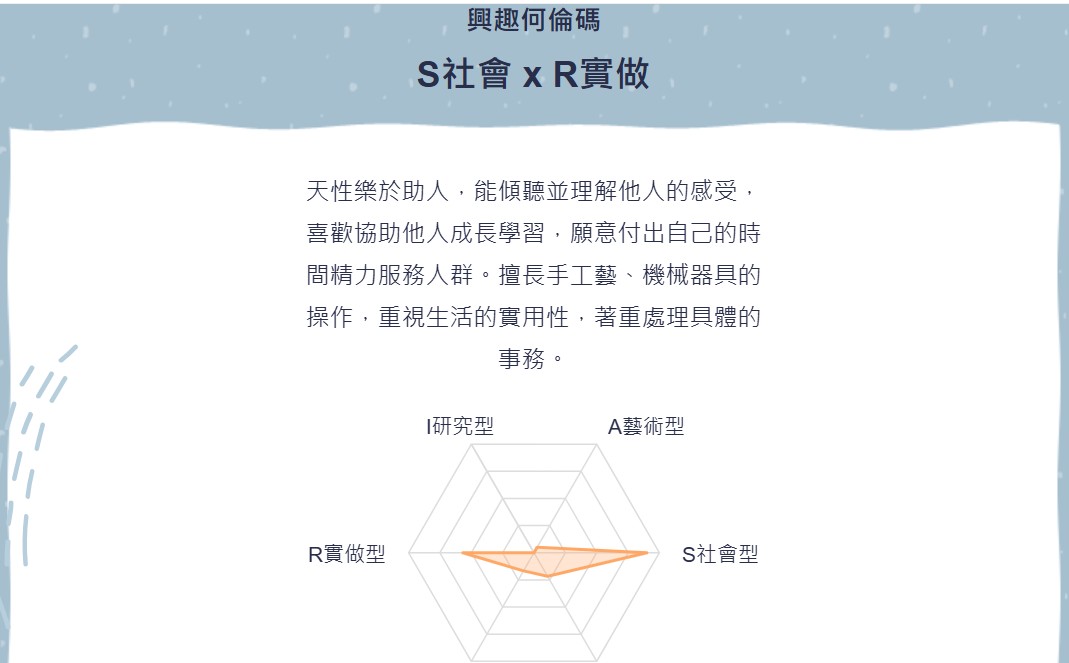 興趣何倫碼
S社會 x R實做
天性樂於助人，能傾聽並理解他人的感受，
喜歡協助他人成長學習，願意付出自己的時
間精力服務人群。擅長手工藝、機械器具的
操作，重視生活的實用性，著重處理具體的
事務。
I研究型
A藝術型
R實做型
S社會型